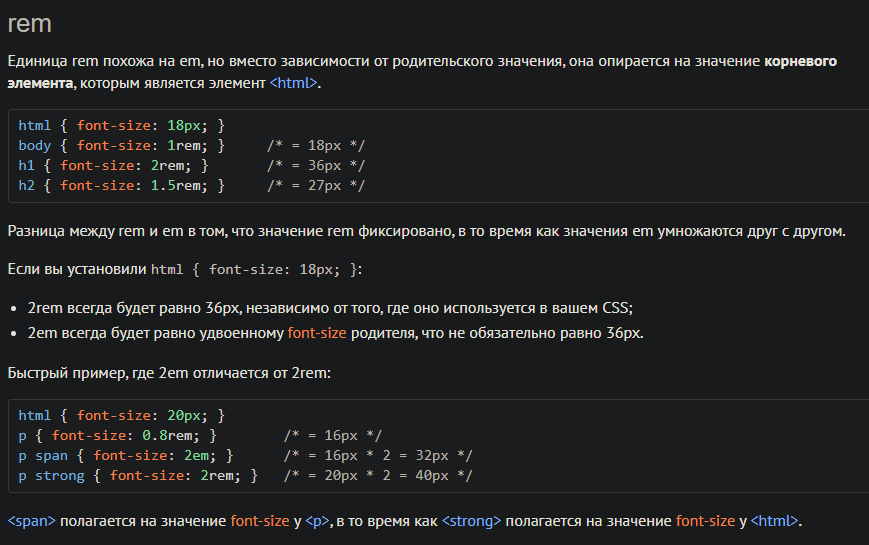 rem
Единица rem похожа на em, но вместо зависимости от родительского значения, она опирается на значение корневого
элемента, которым является элемент <html>.
html { font-size: 18px; }
body { font-size: 1rem; }     /* = 18px */
h1 { font-size: 2rem; }       /* = 36px */
h2 { font-size: 1.5rem; }     /* = 27px */
Разница между rem и em в том, что значение rem фиксировано, в то время как значения em умножаются друг с другом.
Если вы установили html { font-size: 18px; }:
• 2rem всегда будет равно 36px, независимо от того, где оно используется в вашем CSS;
• 2em всегда будет равно удвоенному font-size родителя, что не обязательно равно 36px.
Быстрый пример, где 2em отличается от 2rem:
html { font-size: 20px; }
p { font-size: 0.8rem; }        /* = 16px */
p span { font-size: 2em; }      /* = 16px * 2 = 32px */
p strong { font-size: 2rem; }   /* = 20px * 2 = 40px */
<span> полагается на значение font-size у <p>, в то время как <strong> полагается на значение font-size у <html>.